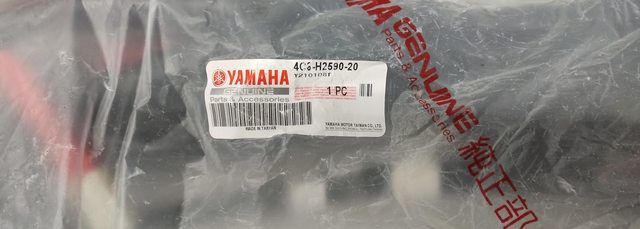 YAMAHA
GENUINE
Parts & Accessories
4C6-H2590-20
Y210108T
1 PC
MADE IN TAIWAN
YAMAHA MOTOR TAIWAN CO., LTD.
YAMAHA GENUINE
Parts & Accessories
純正部